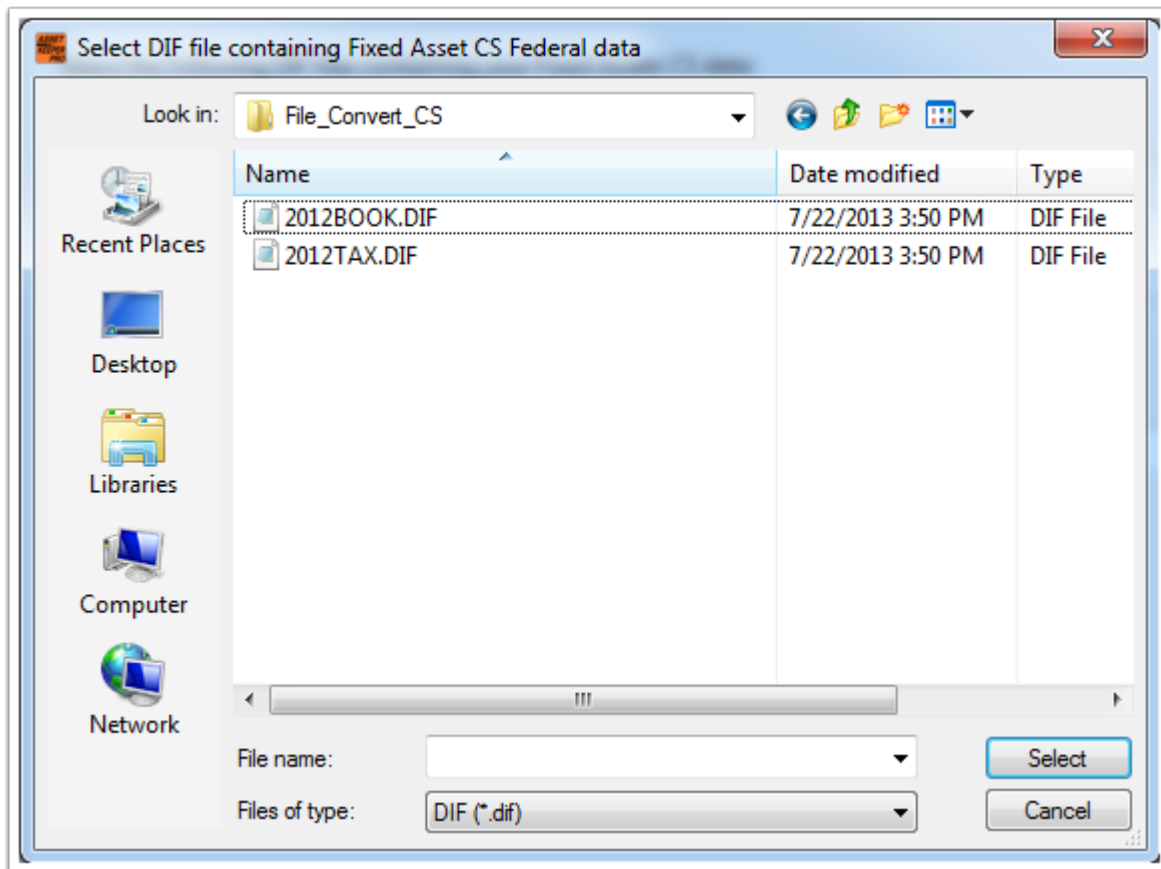 Select DIF file containing Fixed Asset CS Federal data
Look in: File_Convert_CS
Name Date modified Type
2012BOOK.DIF 7/22/2013 3:50 PM DIF File
2012TAX.DIF 7/22/2013 3:50 PM DIF File
Recent Places
Desktop
Libraries
Computer
Network
File name: Select
Files of type: DIF (*.dif) Cancel